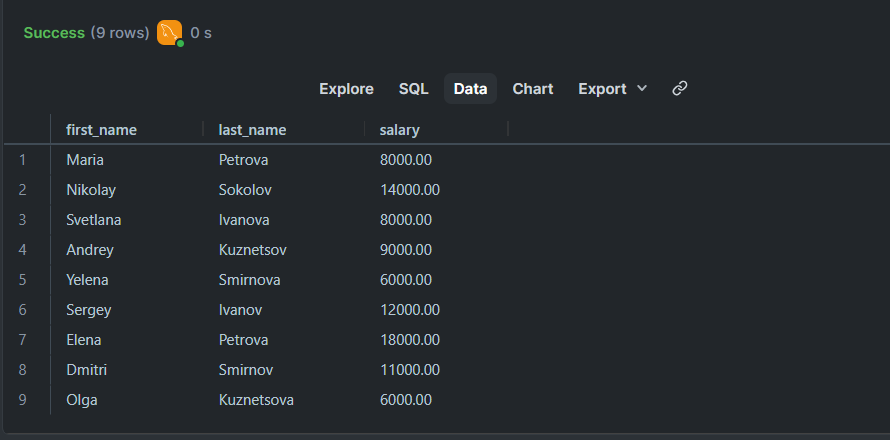 Success (9 rows) 0 s
Explore SQL Data Chart Export
first_name last_name salary
1 Maria Petrova 8000.00
2 Nikolay Sokolov 14000.00
3 Svetlana Ivanova 8000.00
4 Andrey Kuznetsov 9000.00
5 Yelena Smirnova 6000.00
6 Sergey Ivanov 12000.00
7 Elena Petrova 18000.00
8 Dmitri Smirnov 11000.00
9 Olga Kuznetsova 6000.00